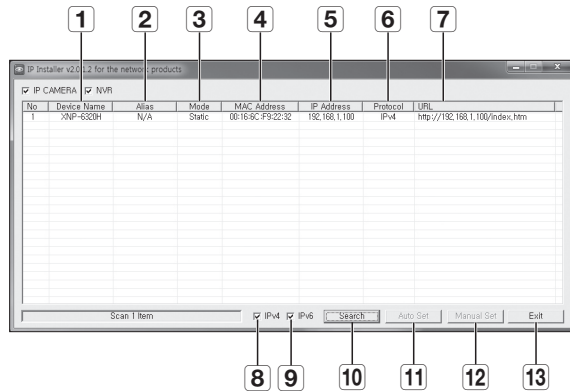 1 2 3 4 5 6 7
IP Installer v2.0.1.2 for the network products
IP CAMERA NVR
No Device Name Alias Mode MAC Address IP Address Protocol URL
1 XNP-6320H N/A Static 00:16:6C:F9:22:32 192,168,1,100 IPv4 http://192,168,1,100/index,htm
Scan 1 Item IPv4 IPv6 Search Auto Set Manual Set Exit
8 9 10 11 12 13